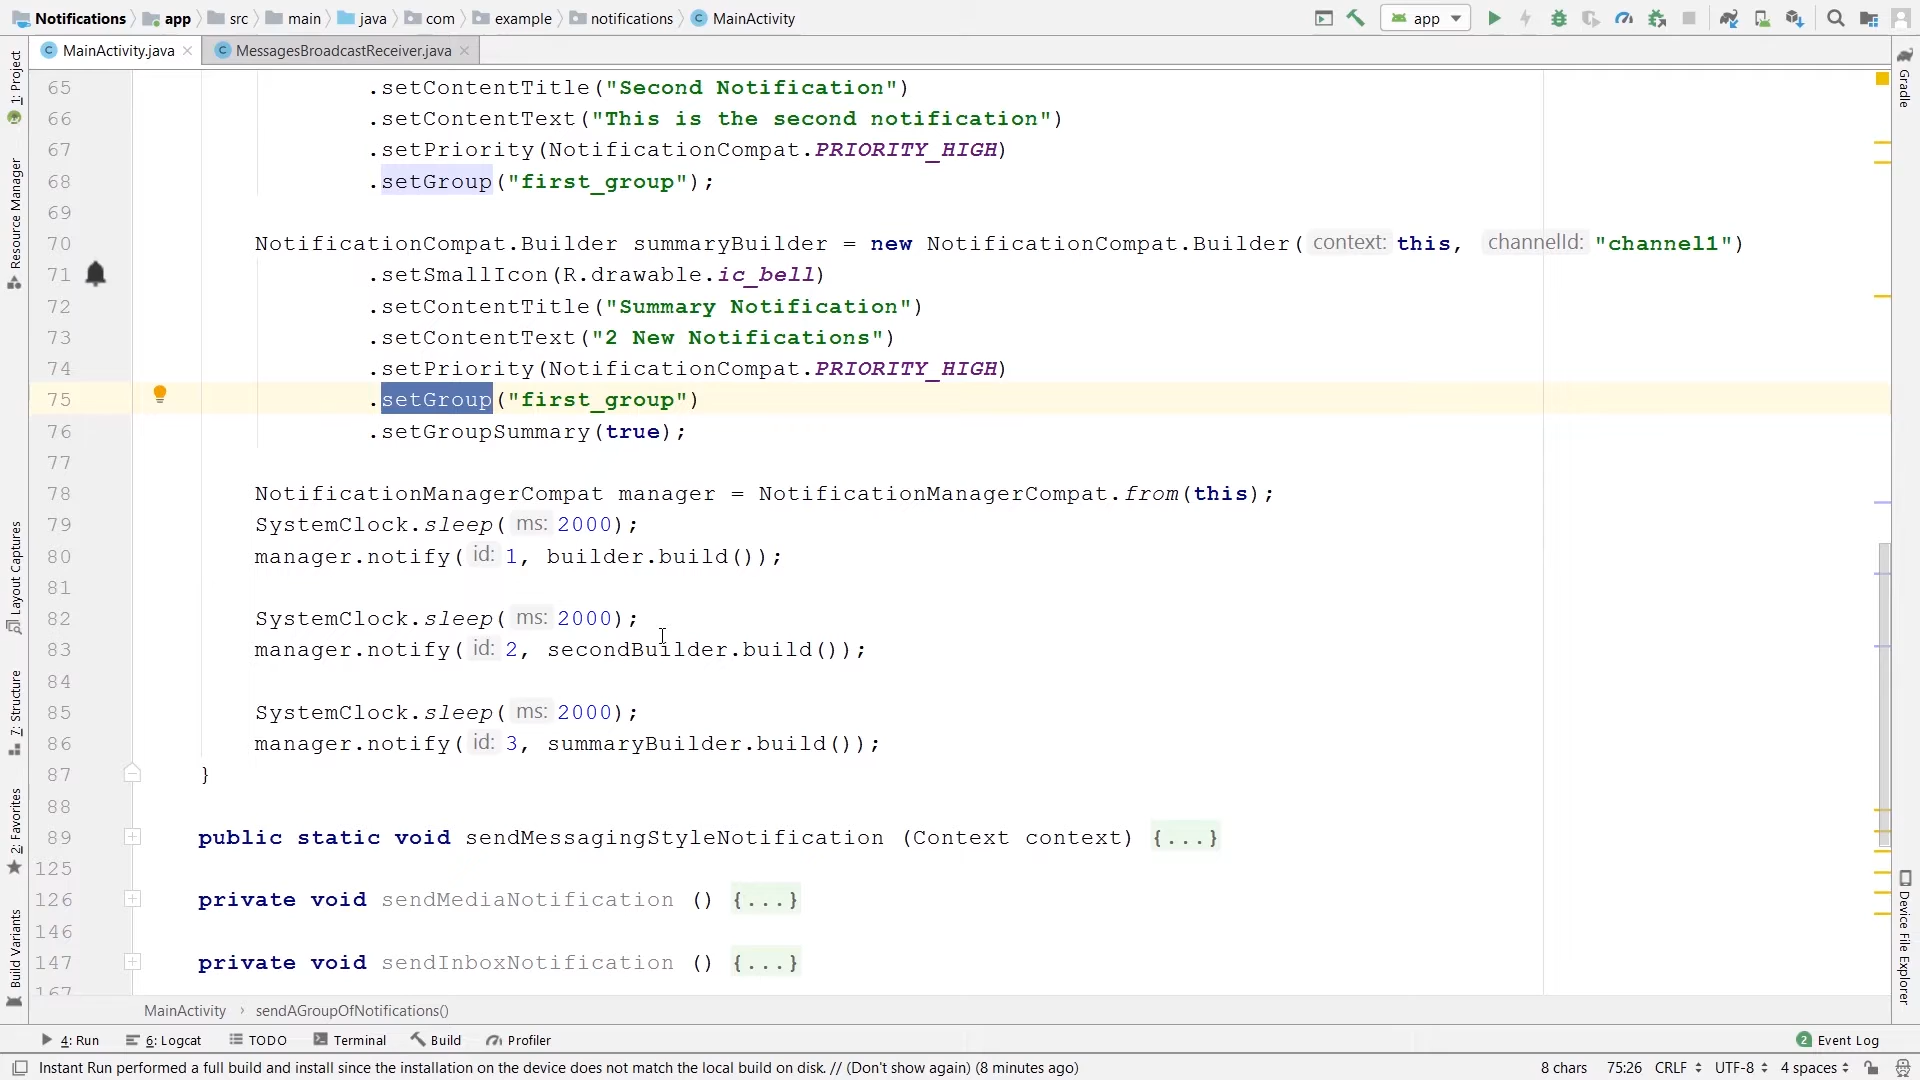 Notifications app src main java com example notifications MainActivity app
MainActivity.java MessagesBroadcastReceiver.java
65 .setContentTitle("Second Notification")
66 .setContentText("This is the second notification")
67 .setPriority(NotificationCompat.PRIORITY_HIGH)
68 .setGroup("first_group");
69
70 NotificationCompat.Builder summaryBuilder = new NotificationCompat.Builder( context: this, channelId: "channel1")
71 .setSmallIcon(R.drawable.ic_bell)
72 .setContentTitle("Summary Notification")
73 .setContentText("2 New Notifications")
74 .setPriority(NotificationCompat.PRIORITY_HIGH)
75 .setGroup("first_group")
76 .setGroupSummary(true);
77
78 NotificationManagerCompat manager = NotificationManagerCompat.from(this);
79 SystemClock.sleep( ms: 2000);
80 manager.notify( id: 1, builder.build());
81
82 SystemClock.sleep( ms: 2000);
83 manager.notify( id: 2, secondBuilder.build());
84
85 SystemClock.sleep( ms: 2000);
86 manager.notify( id: 3, summaryBuilder.build());
87 }
88
89 public static void sendMessagingStyleNotification (Context context) {...}
125
126 private void sendMediaNotification () {...}
146
147 private void sendInboxNotification () {...}
167
MainActivity › sendAGroupOfNotifications()
4: Run 6: Logcat TODO Terminal Build Profiler 2 Event Log
Instant Run performed a full build and install since the installation on the device does not match the local build on disk. // (Don't show again) (8 minutes ago) 8 chars 75:26 CRLF UTF-8 4 spaces
1: Project
Resource Manager
Layout Captures
7: Structure
2: Favorites
Build Variants
Gradle
Device File Explorer